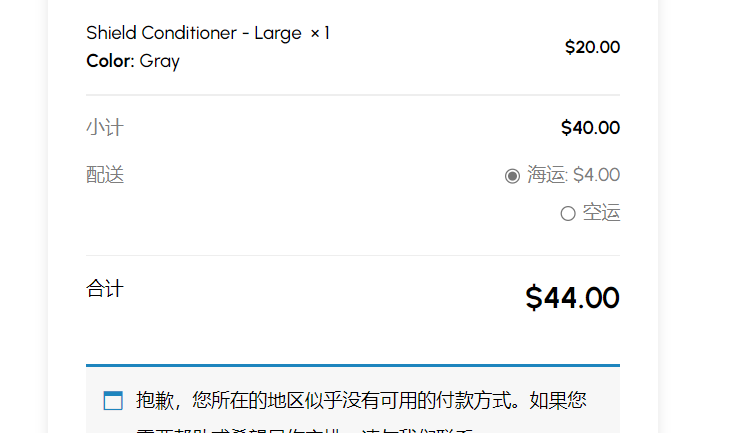 Shield Conditioner - Large × 1
Color: Gray
$20.00
小计
$40.00
配送
海运: $4.00
空运
合计
$44.00
抱歉，您所在的地区似乎没有可用的付款方式。如果您